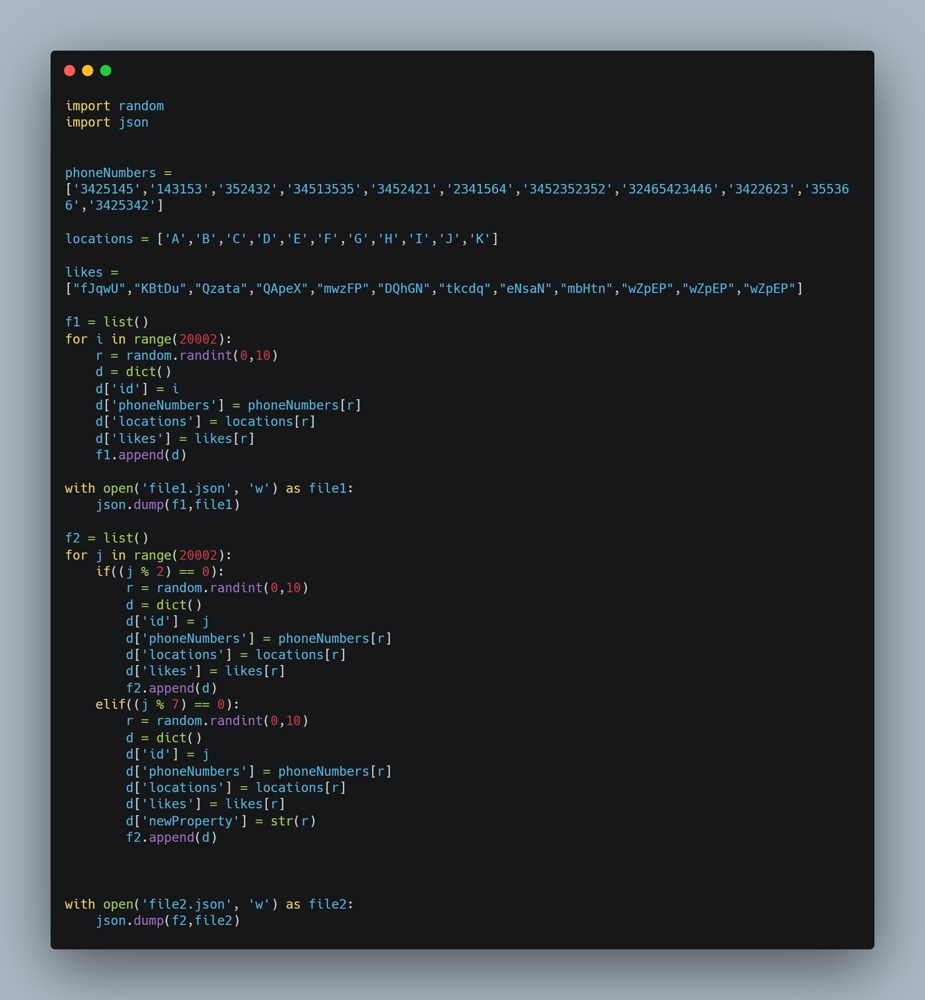 import random
import json
phoneNumbers =
['3425145','143153','352432','34513535','3452421','2341564','3452352352','32465423446','3422623','35536
6','3425342']
locations = ['A','B','C','D','E','F','G','H','I','J','K']
likes =
["fJqwU","KBtDu","Qzata","QApeX","mwzFP","DQhGN","tkcdq","eNsaN","mbHtn","wZpEP","wZpEP","wZpEP"]
f1 = list()
for i in range(20002):
    r = random.randint(0,10)
    d = dict()
    d['id'] = i
    d['phoneNumbers'] = phoneNumbers[r]
    d['locations'] = locations[r]
    d['likes'] = likes[r]
    f1.append(d)
with open('file1.json', 'w') as file1:
    json.dump(f1,file1)
f2 = list()
for j in range(20002):
    if((j % 2) == 0):
        r = random.randint(0,10)
        d = dict()
        d['id'] = j
        d['phoneNumbers'] = phoneNumbers[r]
        d['locations'] = locations[r]
        d['likes'] = likes[r]
        f2.append(d)
    elif((j % 7) == 0):
        r = random.randint(0,10)
        d = dict()
        d['id'] = j
        d['phoneNumbers'] = phoneNumbers[r]
        d['locations'] = locations[r]
        d['likes'] = likes[r]
        d['newProperty'] = str(r)
        f2.append(d)
with open('file2.json', 'w') as file2:
    json.dump(f2,file2)